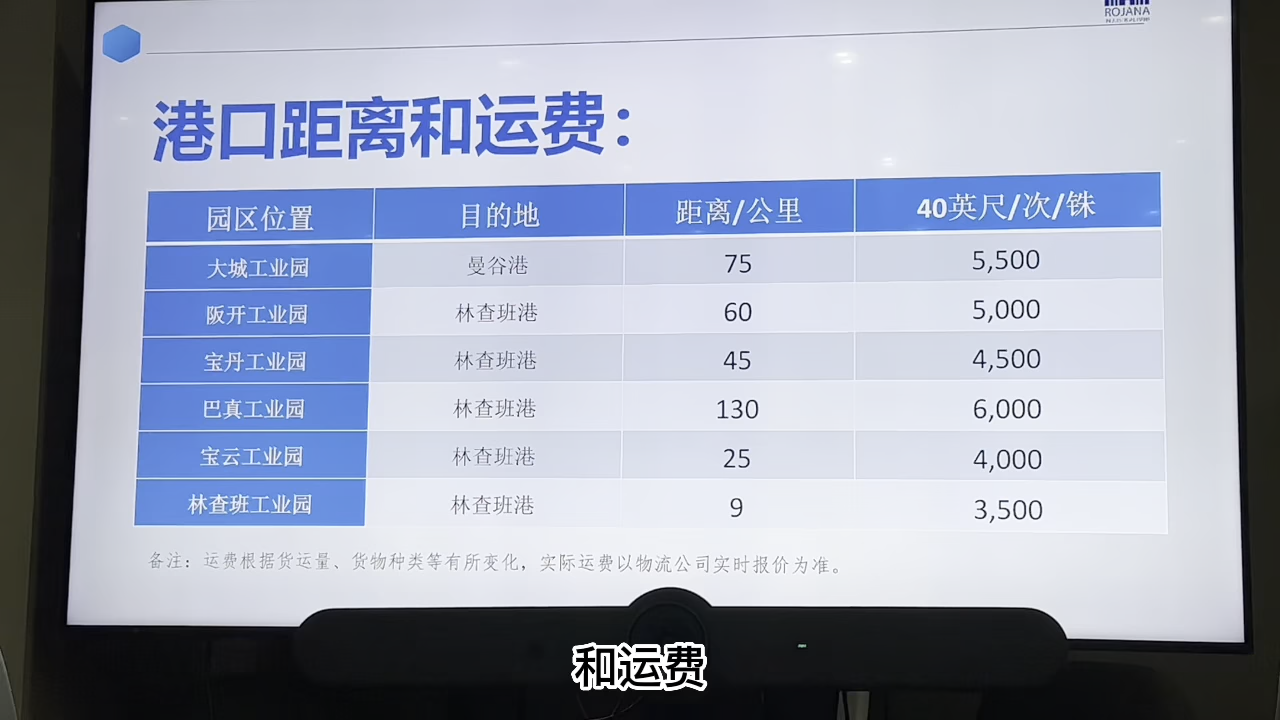 ROJANA
港口距离和运费：
园区位置 目的地 距离/公里 40英尺/次/铢
大城工业园 曼谷港 75 5,500
阪开工业园 林查班港 60 5,000
宝丹工业园 林查班港 45 4,500
巴真工业园 林查班港 130 6,000
宝云工业园 林查班港 25 4,000
林查班工业园 林查班港 9 3,500
备注：运费根据货运量、货物种类等有所变化，实际运费以物流公司实时报价为准。
和运费